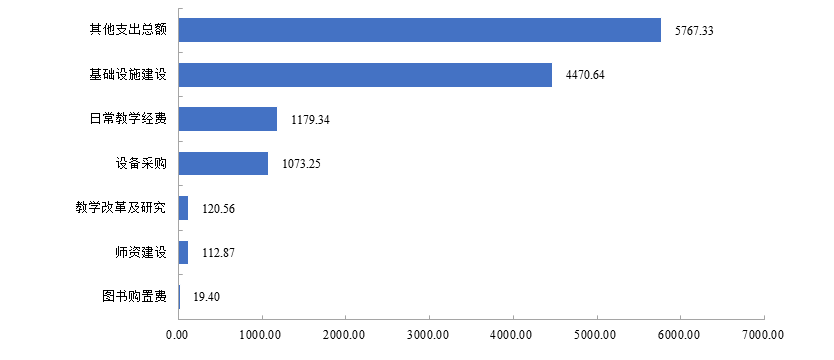 其他支出总额 5767.33
基础设施建设 4470.64
日常教学经费 1179.34
设备采购 1073.25
教学改革及研究 120.56
师资建设 112.87
图书购置费 19.40
0.00 1000.00 2000.00 3000.00 4000.00 5000.00 6000.00 7000.00